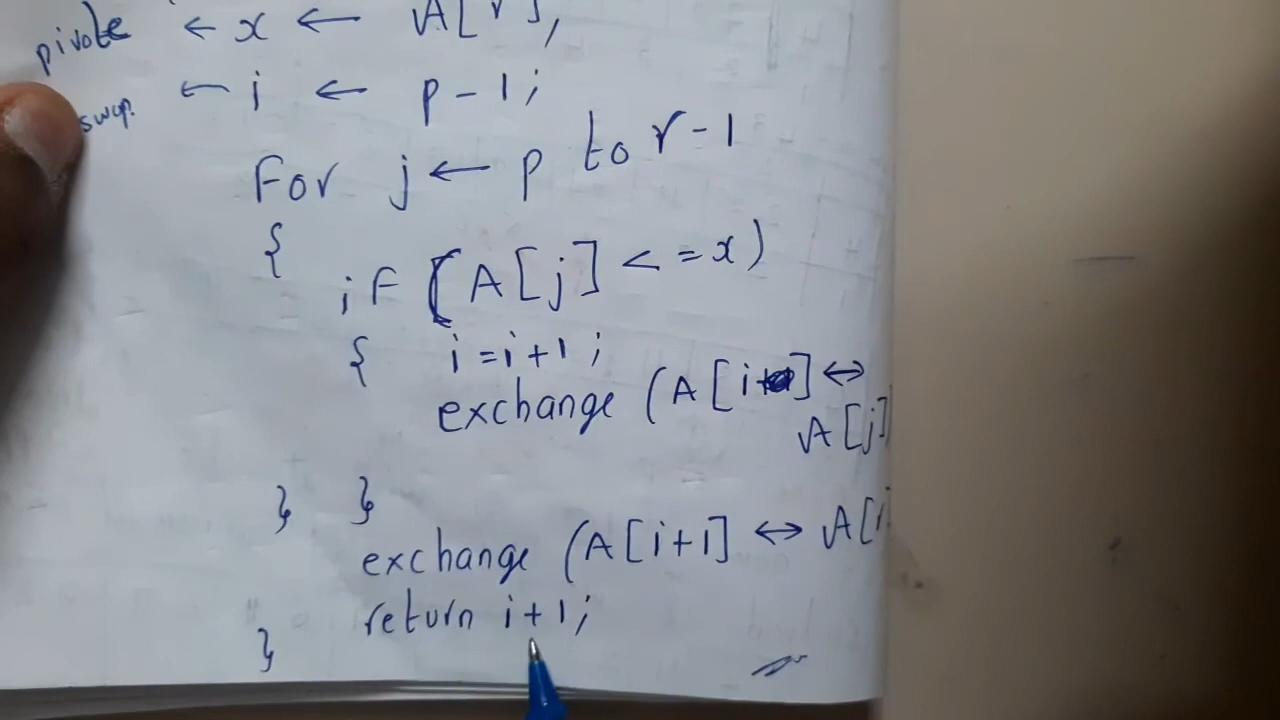 pivote ← x ← A[r],
swap. ← i ← p-1;
For j ← p to r-1
{
if (A[j] <=x)
{ i=i+1;
exchange (A[i] ↔
A[j]
} }
exchange (A[i+1] ↔ A[
return i+1;
}